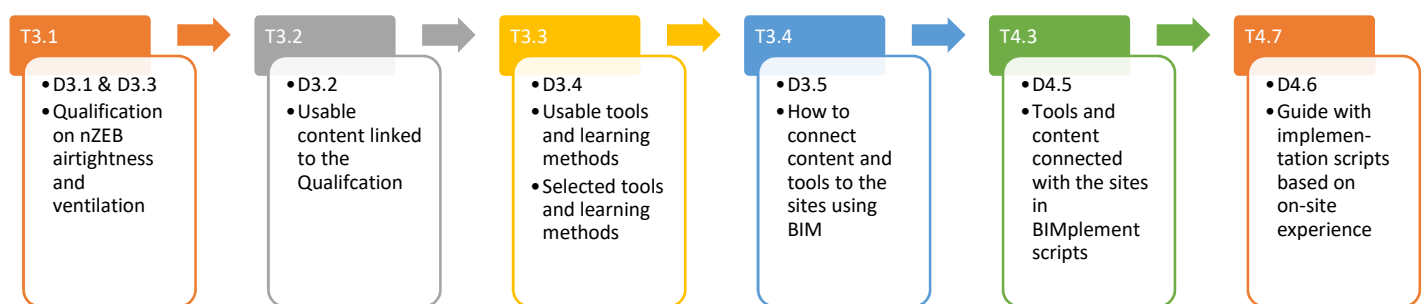 T3.1
• D3.1 & D3.3
• Qualification
on nZEB
airtightness
and
ventilation
T3.2
• D3.2
• Usable
content linked
to the
Qualifcation
T3.3
• D3.4
• Usable tools
and learning
methods
• Selected tools
and learning
methods
T3.4
• D3.5
• How to
connect
content and
tools to the
sites using
BIM
T4.3
• D4.5
• Tools and
content
connected
with the sites
in
BIMplement
scripts
T4.7
• D4.6
• Guide with
implemen-
tation scripts
based on
on-site
experience